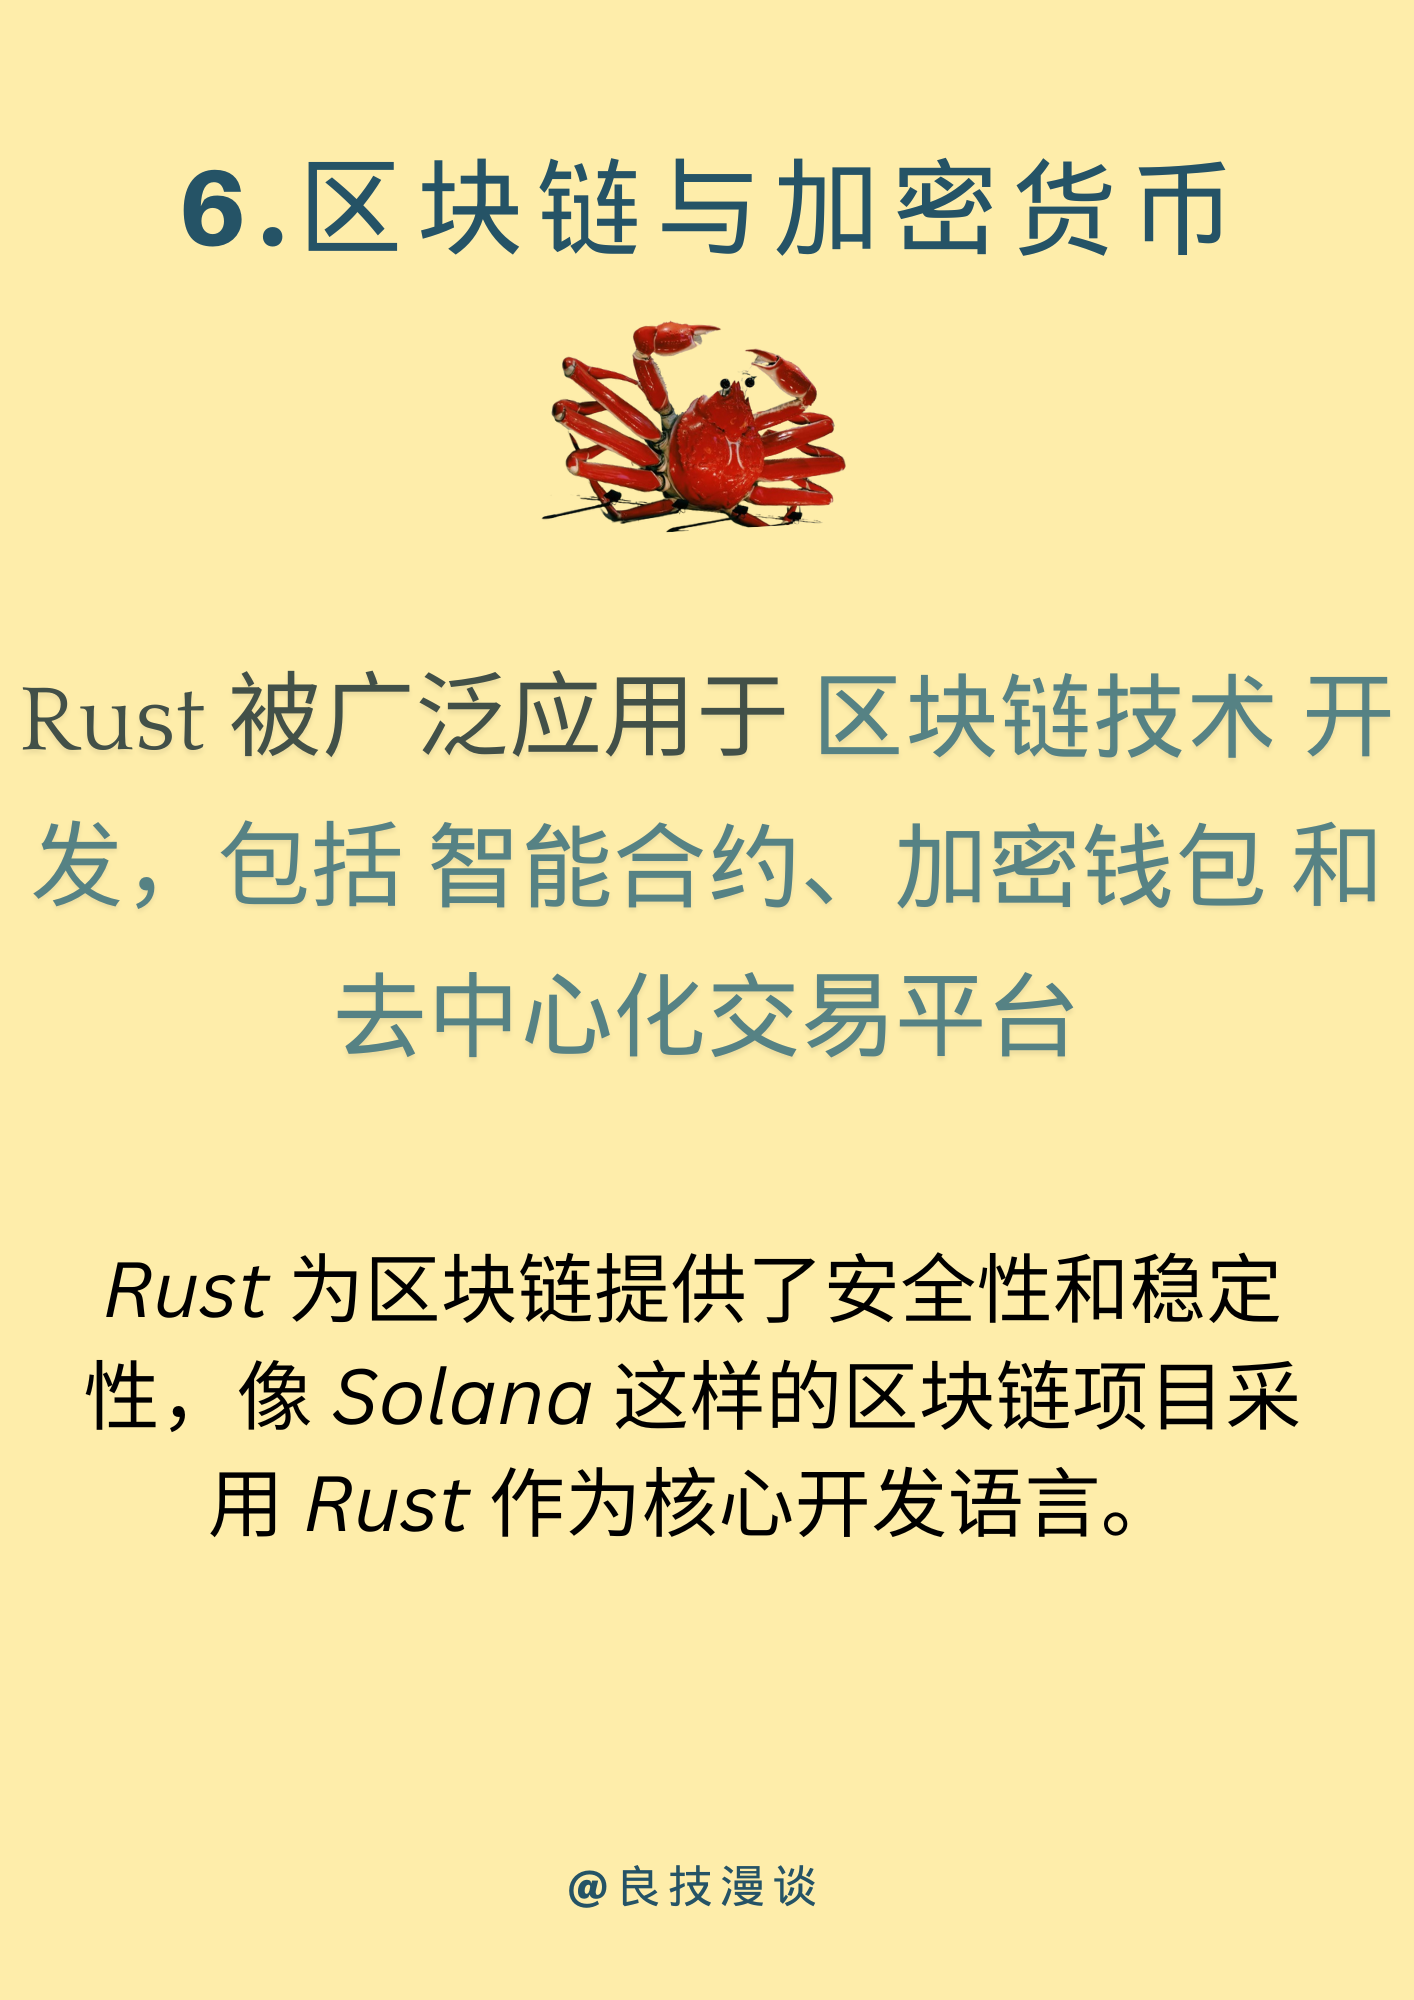 6.区块链与加密货币
Rust 被广泛应用于 区块链技术 开
发，包括 智能合约、加密钱包 和
去中心化交易平台
Rust 为区块链提供了安全性和稳定
性，像 Solana 这样的区块链项目采
用 Rust 作为核心开发语言。
@良技漫谈